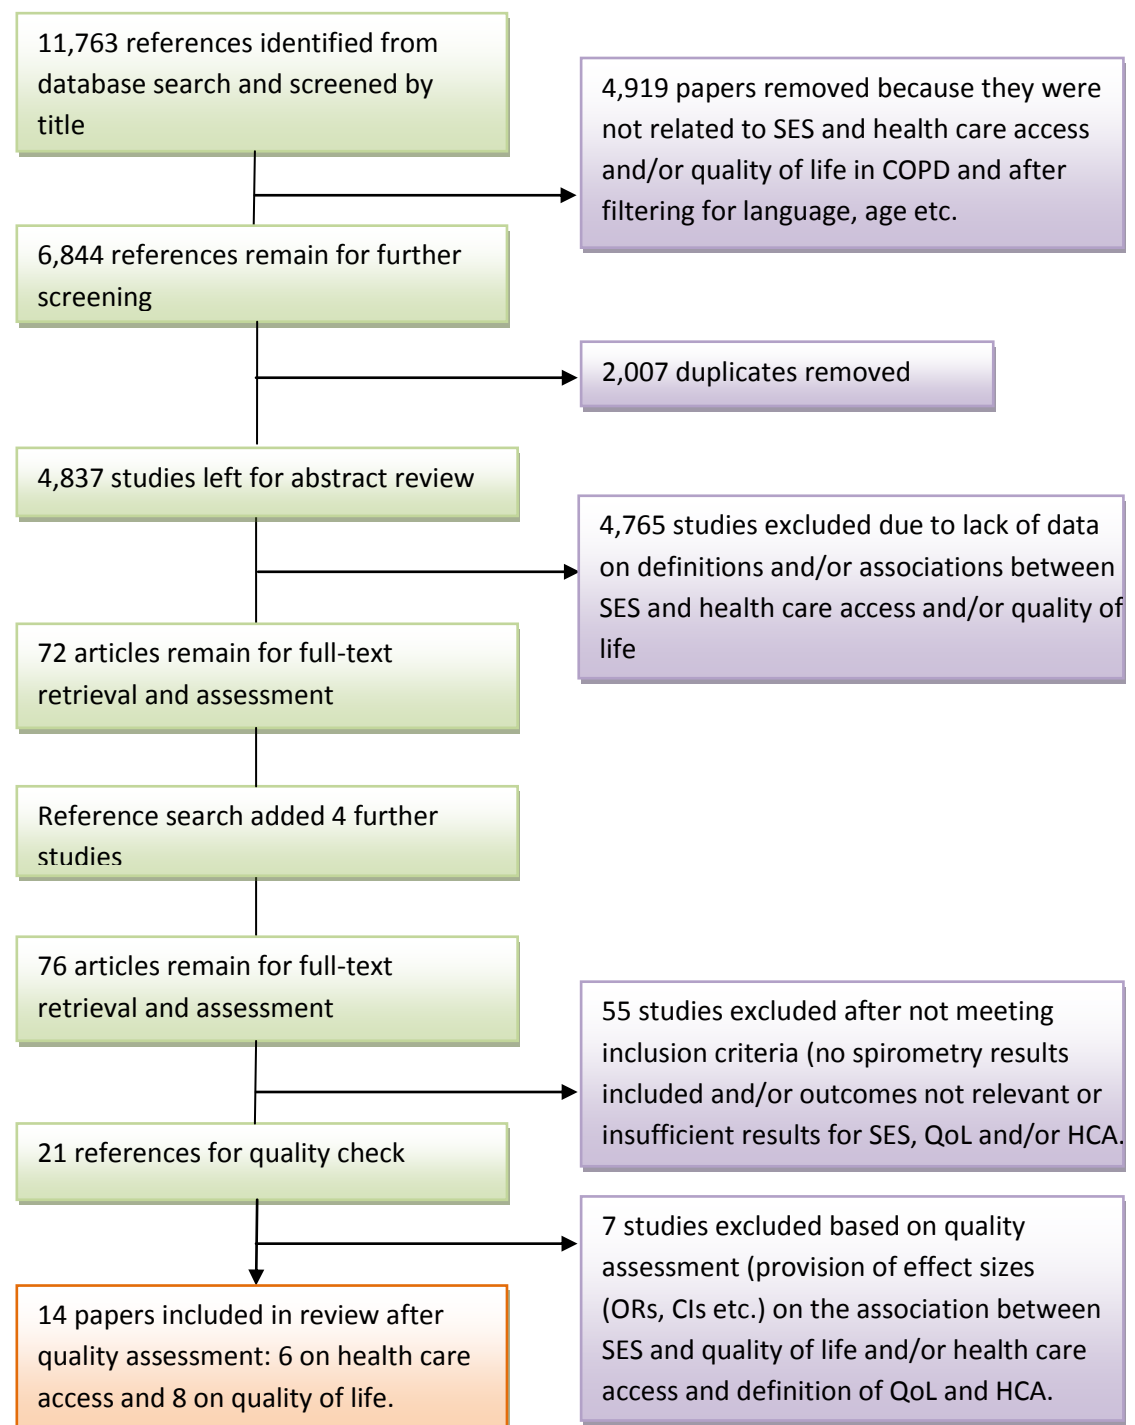 11,763 references identified from
database search and screened by
title
4,919 papers removed because they were
not related to SES and health care access
and/or quality of life in COPD and after
filtering for language, age etc.
6,844 references remain for further
screening
2,007 duplicates removed
4,837 studies left for abstract review
4,765 studies excluded due to lack of data
on definitions and/or associations between
SES and health care access and/or quality of
life
72 articles remain for full-text
retrieval and assessment
Reference search added 4 further
studies
76 articles remain for full-text
retrieval and assessment
55 studies excluded after not meeting
inclusion criteria (no spirometry results
included and/or outcomes not relevant or
insufficient results for SES, QoL and/or HCA.
21 references for quality check
7 studies excluded based on quality
assessment (provision of effect sizes
(ORs, CIs etc.) on the association between
SES and quality of life and/or health care
access and definition of QoL and HCA.
14 papers included in review after
quality assessment: 6 on health care
access and 8 on quality of life.